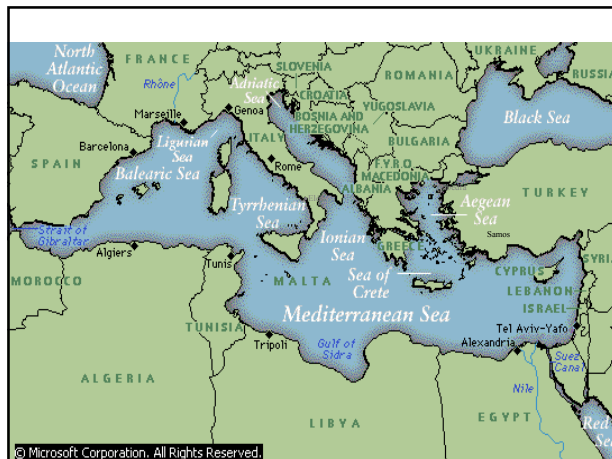 North
Atlantic
Ocean
FRANCE
Rhône
SLOVENIA
CROATIA
BOSNIA AND
HERZEGOVINA
ROMANIA
UKRAINE
RUSSIA
Adriatic
Sea
YUGOSLAVIA
Black Sea
Marseille
Genoa
Ligurian
Sea
ITALY
BULGARIA
Barcelona
SPAIN
Balearic Sea
Rome
F.Y.R.O
MACEDONIA
ALBANIA
TURKEY
Tyrrhenian
Sea
Aegean
Sea
Samos
Strait of
Gibraltar
Ionian
Sea
GREECE
Algiers
Tunis
MALTA
Sea of
Crete
CYPRUS
SYRI
LEBANON
ISRAEL
MOROCCO
Mediterranean Sea
TUNISIA
Tripoli
Gulf of
Sidra
Tel Aviv-Yafo
Alexandria
Suez
Canal
Nile
ALGERIA
LIBYA
EGYPT
Red
Se
© Microsoft Corporation. All Rights Reserved.